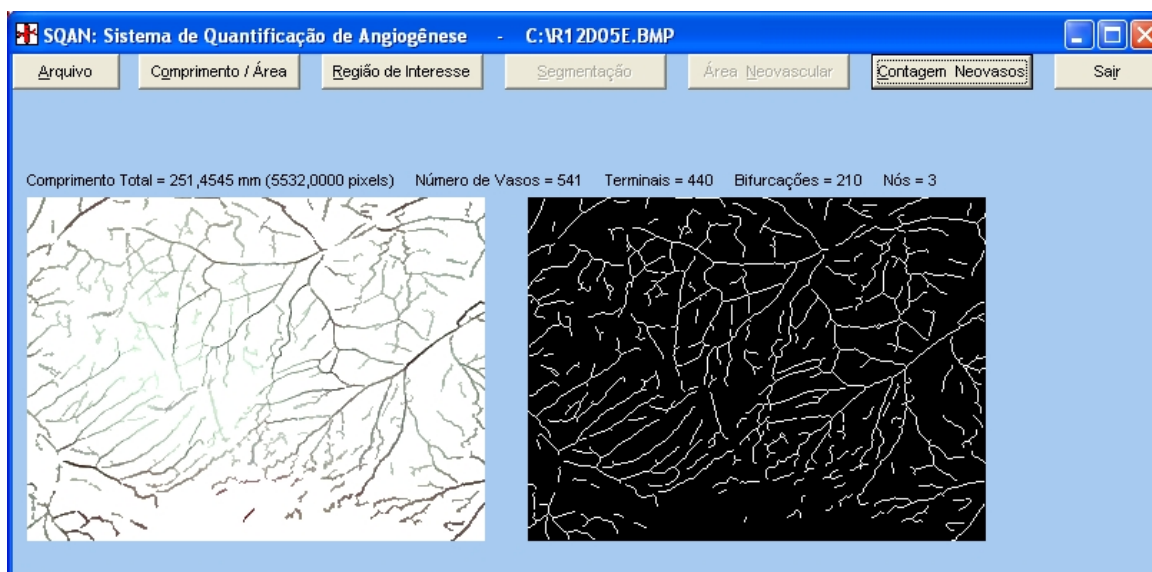 SQAN: Sistema de Quantificação de Angiogênese - C:\R12D05E.BMP
Arquivo Comprimento / Área Região de Interesse Segmentação Área Neovascular Contagem Neovasos Sair
Comprimento Total = 251,4545 mm (5532,0000 pixels) Número de Vasos = 541 Terminais = 440 Bifurcações = 210 Nós = 3